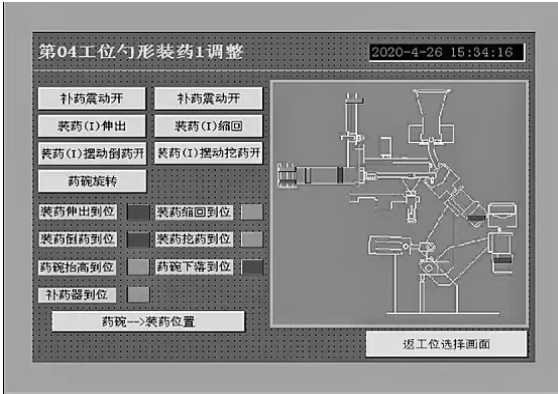 第04工位勺形装药1调整
2020-4-26 15:34:16
补药震动开 补药震动开
装药(I)伸出 装药(I)缩回
装药(I)摆动倒药开 装药(I)摆动挖药开
药碗旋转
装药伸出到位 装药缩回到位
装药倒药到位 装药挖药到位
药碗抬高到位 药碗下落到位
补药器到位
药碗-->装药位置
返工位选择画面